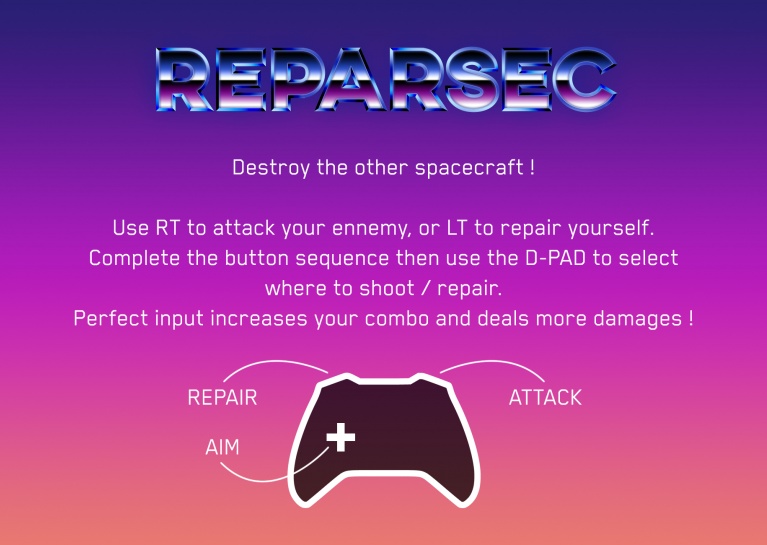 REPARSEC
Destroy the other spacecraft !
Use RT to attack your ennemy, or LT to repair yourself.
Complete the button sequence then use the D-PAD to select
where to shoot / repair.
Perfect input increases your combo and deals more damages !
REPAIR
ATTACK
AIM